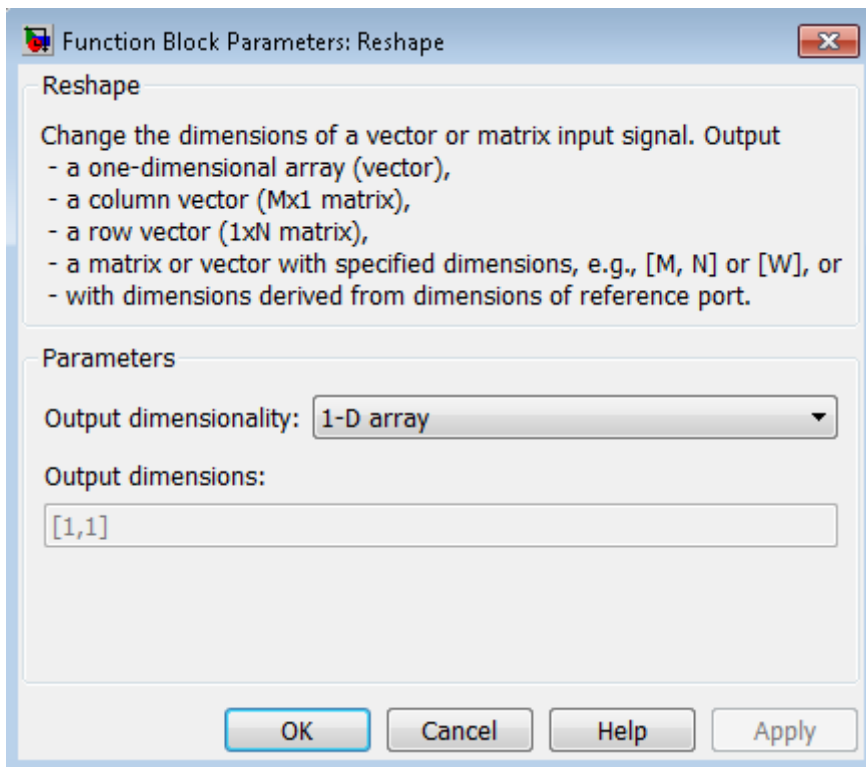 Function Block Parameters: Reshape
Reshape
Change the dimensions of a vector or matrix input signal. Output
- a one-dimensional array (vector),
- a column vector (Mx1 matrix),
- a row vector (1xN matrix),
- a matrix or vector with specified dimensions, e.g., [M, N] or [W], or
- with dimensions derived from dimensions of reference port.
Parameters
Output dimensionality: 1-D array
Output dimensions:
[1,1]
OK Cancel Help Apply